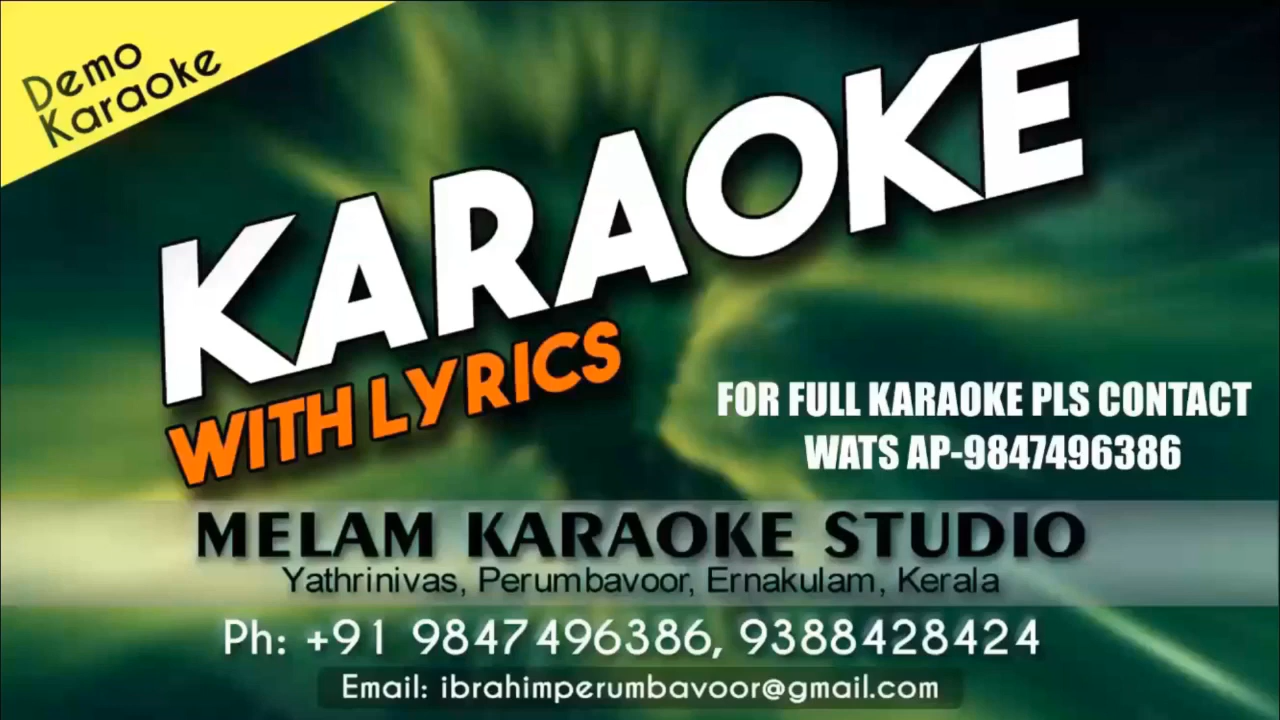 Demo
Karaoke
KARAOKE
WITH LYRICS
FOR FULL KARAOKE PLS CONTACT
WATS AP-9847496386
MELAM KARAOKE STUDIO
Yathrinivas, Perumbavoor, Ernakulam, Kerala
Ph: +91 9847496386, 9388428424
Email: ibrahimperumbavoor@gmail.com